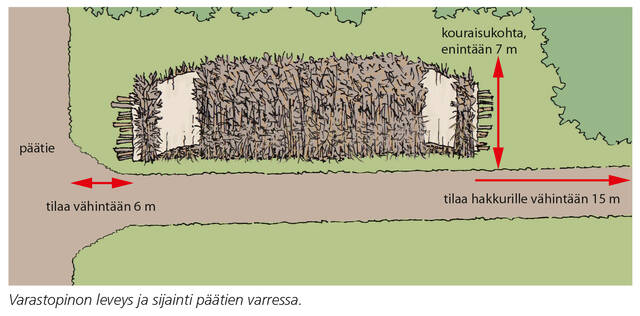 kouraisukohta,
enintään 7 m
päätie
tilaa vähintään 6 m
tilaa hakkurille vähintään 15 m
Varastopinon leveys ja sijainti päätien varressa.